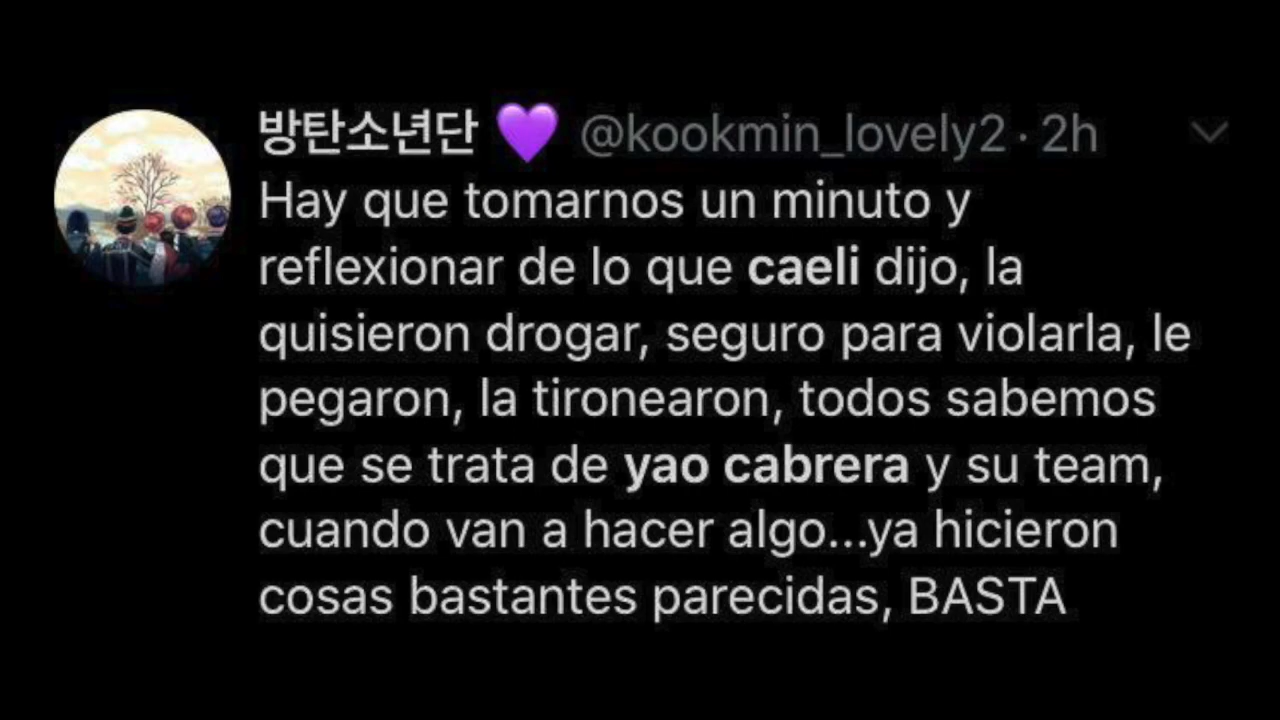 방탄소년단 💜 @kookmin_lovely2 · 2h
Hay que tomarnos un minuto y
reflexionar de lo que caeli dijo, la
quisieron drogar, seguro para violarla, le
pegaron, la tironearon, todos sabemos
que se trata de yao cabrera y su team,
cuando van a hacer algo...ya hicieron
cosas bastantes parecidas, BASTA